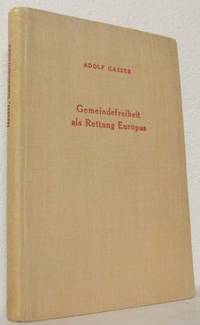 ADOLF GASSER
Gemeindefreiheit
als Rettung Europas